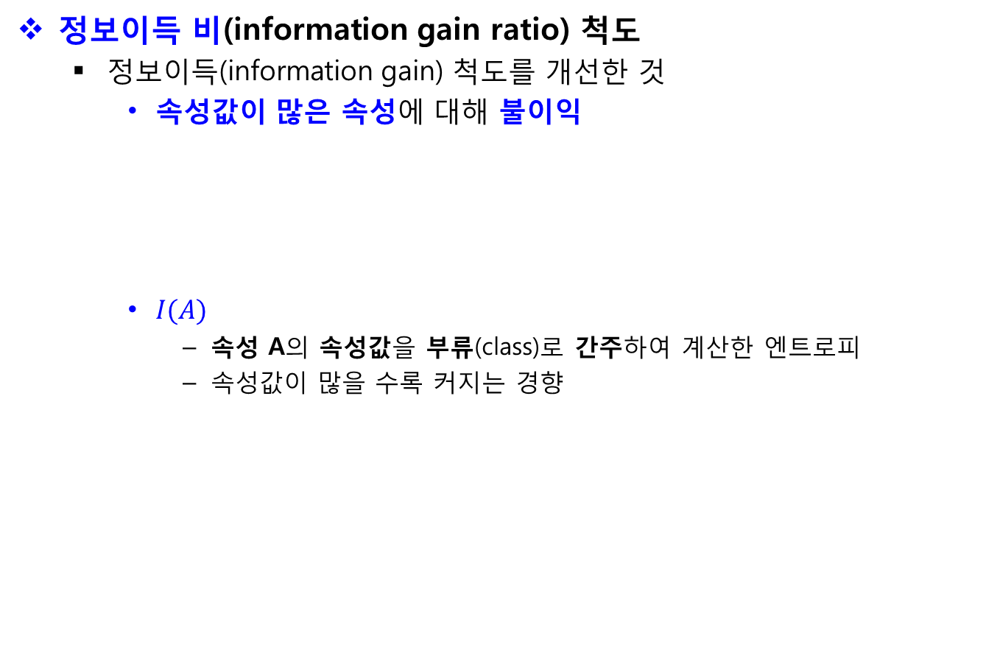 ❖ 정보이득 비(information gain ratio) 척도
▪ 정보이득(information gain) 척도를 개선한 것
• 속성값이 많은 속성에 대해 불이익
• I(A)
– 속성 A의 속성값을 부류(class)로 간주하여 계산한 엔트로피
– 속성값이 많을 수록 커지는 경향